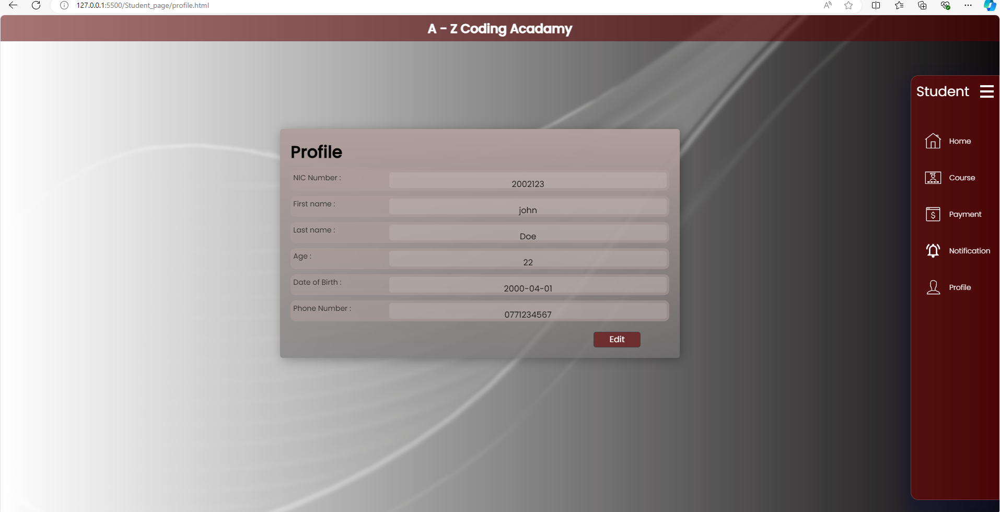 127.0.0.1:5500/Student_page/profile.html
A - Z Coding Acadamy
Student
Home
Course
Payment
Notification
Profile
Profile
NIC Number : 2002123
First name : john
Last name : Doe
Age : 22
Date of Birth : 2000-04-01
Phone Number : 0771234567
Edit